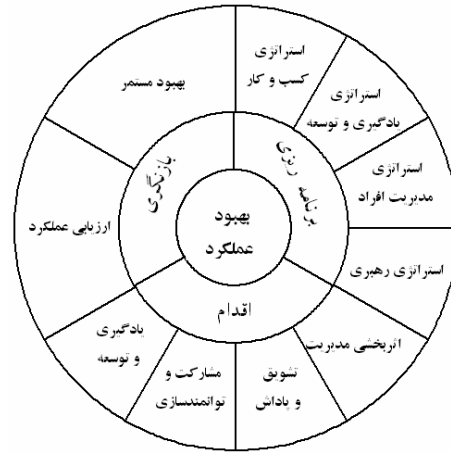 استراتژی
کسب و کار
استراتژی
یادگیری و توسعه
استراتژی
مدیریت افراد
استراتژی رهبری
اثربخشی مدیریت
تشویق
و پاداش
مشارکت و
توانمندسازی
یادگیری
و توسعه
ارزیابی عملکرد
بهبود مستمر
برنامه ریزی
اقدام
بازنگری
بهبود
عملکرد